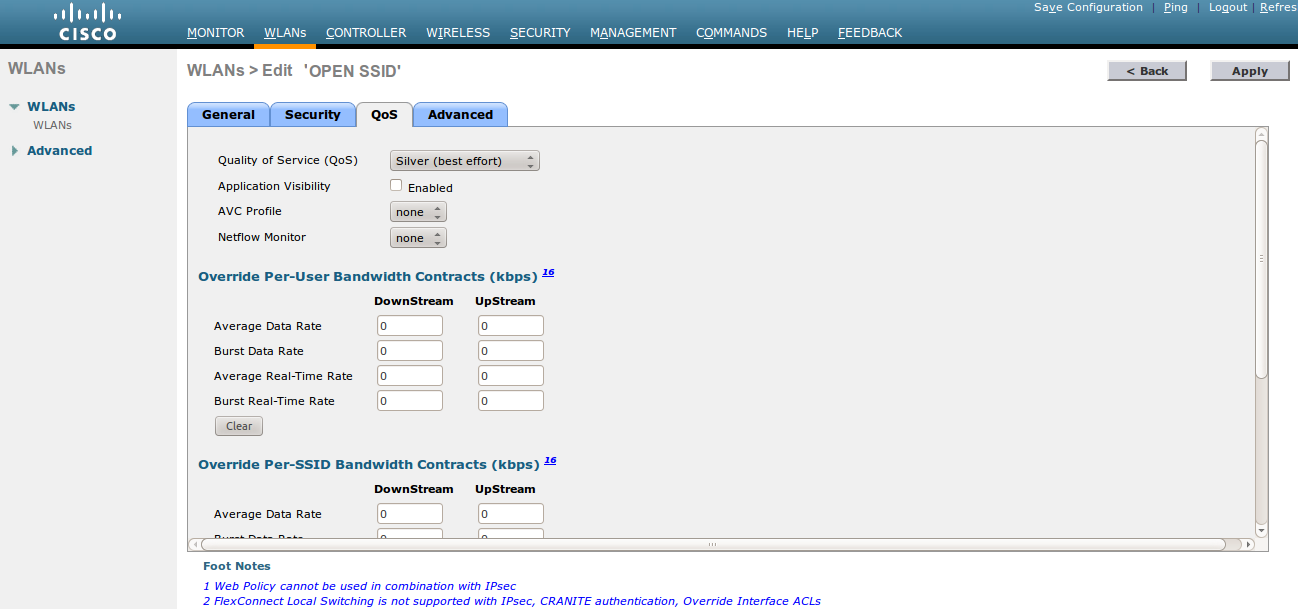 Save Configuration | Ping | Logout | Refres
CISCO
MONITOR WLANs CONTROLLER WIRELESS SECURITY MANAGEMENT COMMANDS HELP FEEDBACK
WLANs
WLANs > Edit 'OPEN SSID'
< Back
Apply
WLANs
WLANs
Advanced
General Security QoS Advanced
Quality of Service (QoS) Silver (best effort)
Application Visibility Enabled
AVC Profile none
Netflow Monitor none
Override Per-User Bandwidth Contracts (kbps) 16
DownStream UpStream
Average Data Rate 0 0
Burst Data Rate 0 0
Average Real-Time Rate 0 0
Burst Real-Time Rate 0 0
Clear
Override Per-SSID Bandwidth Contracts (kbps) 16
DownStream UpStream
Average Data Rate 0 0
Burst Data Rate 0 0
Foot Notes
1 Web Policy cannot be used in combination with IPsec
2 FlexConnect Local Switching is not supported with IPsec, CRANITE authentication, Override Interface ACLs